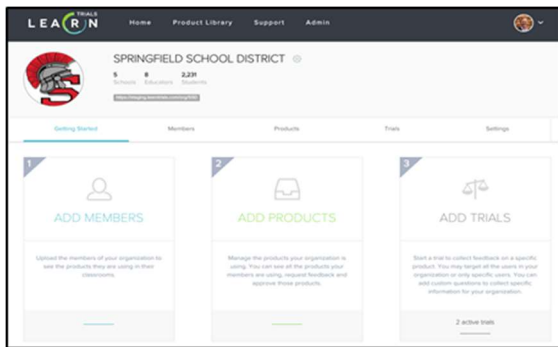 TRIALS
LEARN
Home Product Library Support Admin
SPRINGFIELD SCHOOL DISTRICT
5 8 2,231
Schools Educators Students
Getting Started Members Products Trials Settings
1 2 3
ADD MEMBERS ADD PRODUCTS ADD TRIALS
Upload the members of your organization to
see the products they are using in their
classrooms.
Manage the products your organization is
using. You can see all the products your
members are using, request feedback and
approve those products.
Start a trial to collect feedback on a specific
product. You may target all the users in your
organization or only specific users. You can
add custom questions to collect specific
information for your organization.
2 active trials